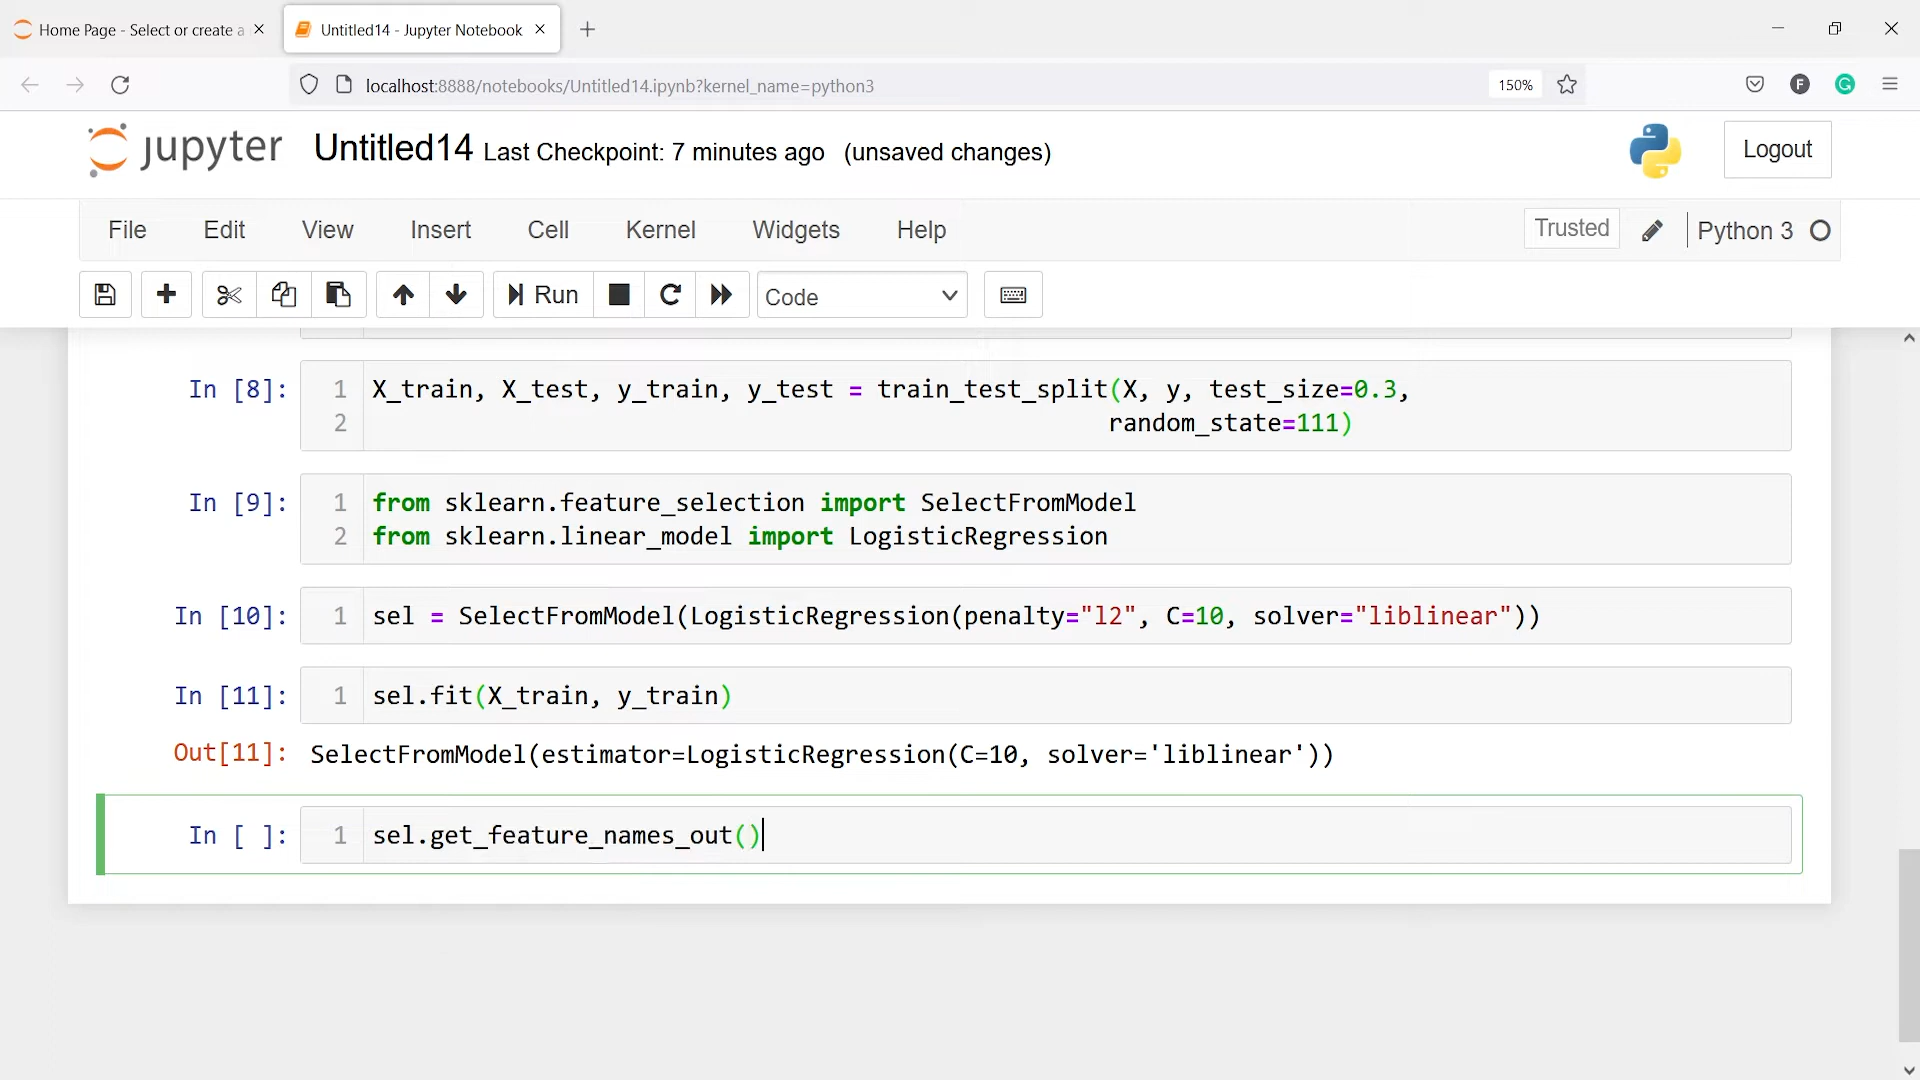 Home Page - Select or create a
Untitled14 - Jupyter Notebook
localhost:8888/notebooks/Untitled14.ipynb?kernel_name=python3
150%
F
G
jupyter Untitled14 Last Checkpoint: 7 minutes ago (unsaved changes)
Logout
File Edit View Insert Cell Kernel Widgets Help
Trusted
Python 3
Run
Code
In [8]:
1 X_train, X_test, y_train, y_test = train_test_split(X, y, test_size=0.3,
2 random_state=111)
In [9]:
1 from sklearn.feature_selection import SelectFromModel
2 from sklearn.linear_model import LogisticRegression
In [10]:
1 sel = SelectFromModel(LogisticRegression(penalty="l2", C=10, solver="liblinear"))
In [11]:
1 sel.fit(X_train, y_train)
Out[11]: SelectFromModel(estimator=LogisticRegression(C=10, solver='liblinear'))
In [ ]:
1 sel.get_feature_names_out()